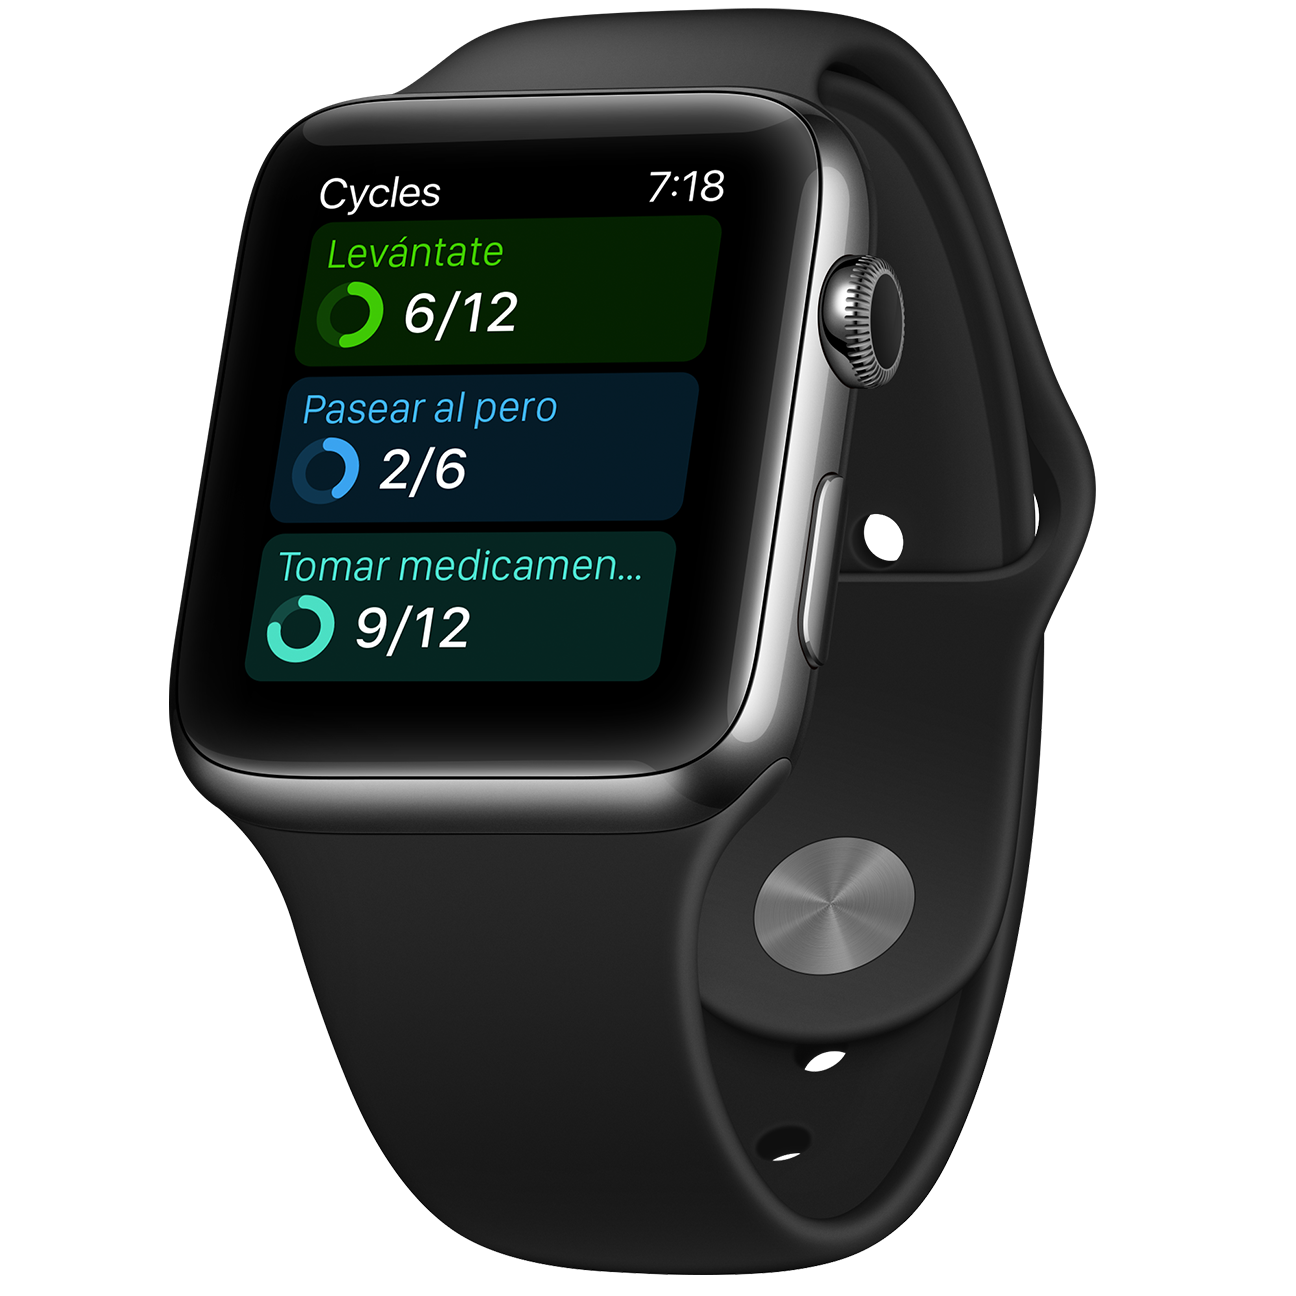 Cycles 7:18
Levántate
6/12
Pasear al pero
2/6
Tomar medicamen...
9/12